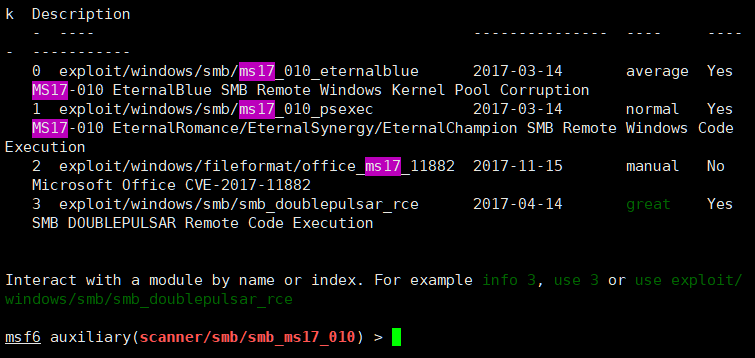 k  Description
   -  ----                                            ---------------  ----     ----
-  -----------
   0  exploit/windows/smb/ms17_010_eternalblue      2017-03-14       average  Yes
   MS17-010 EternalBlue SMB Remote Windows Kernel Pool Corruption
   1  exploit/windows/smb/ms17_010_psexec           2017-03-14       normal   Yes
   MS17-010 EternalRomance/EternalSynergy/EternalChampion SMB Remote Windows Code
Execution
   2  exploit/windows/fileformat/office_ms17_11882  2017-11-15       manual   No
   Microsoft Office CVE-2017-11882
   3  exploit/windows/smb/smb_doublepulsar_rce      2017-04-14       great    Yes
   SMB DOUBLEPULSAR Remote Code Execution
Interact with a module by name or index. For example info 3, use 3 or use exploit/
windows/smb/smb_doublepulsar_rce
msf6 auxiliary(scanner/smb/smb_ms17_010) >